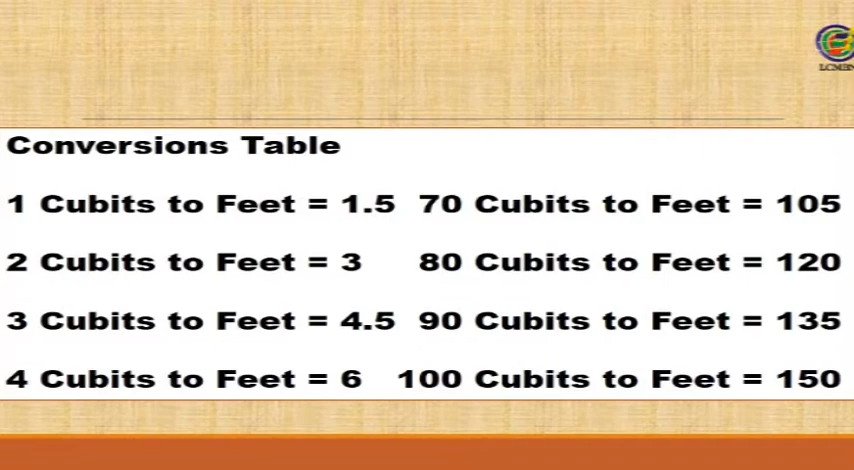 Conversions Table
1 Cubits to Feet = 1.5 70 Cubits to Feet = 105
2 Cubits to Feet = 3 80 Cubits to Feet = 120
3 Cubits to Feet = 4.5 90 Cubits to Feet = 135
4 Cubits to Feet = 6 100 Cubits to Feet = 150